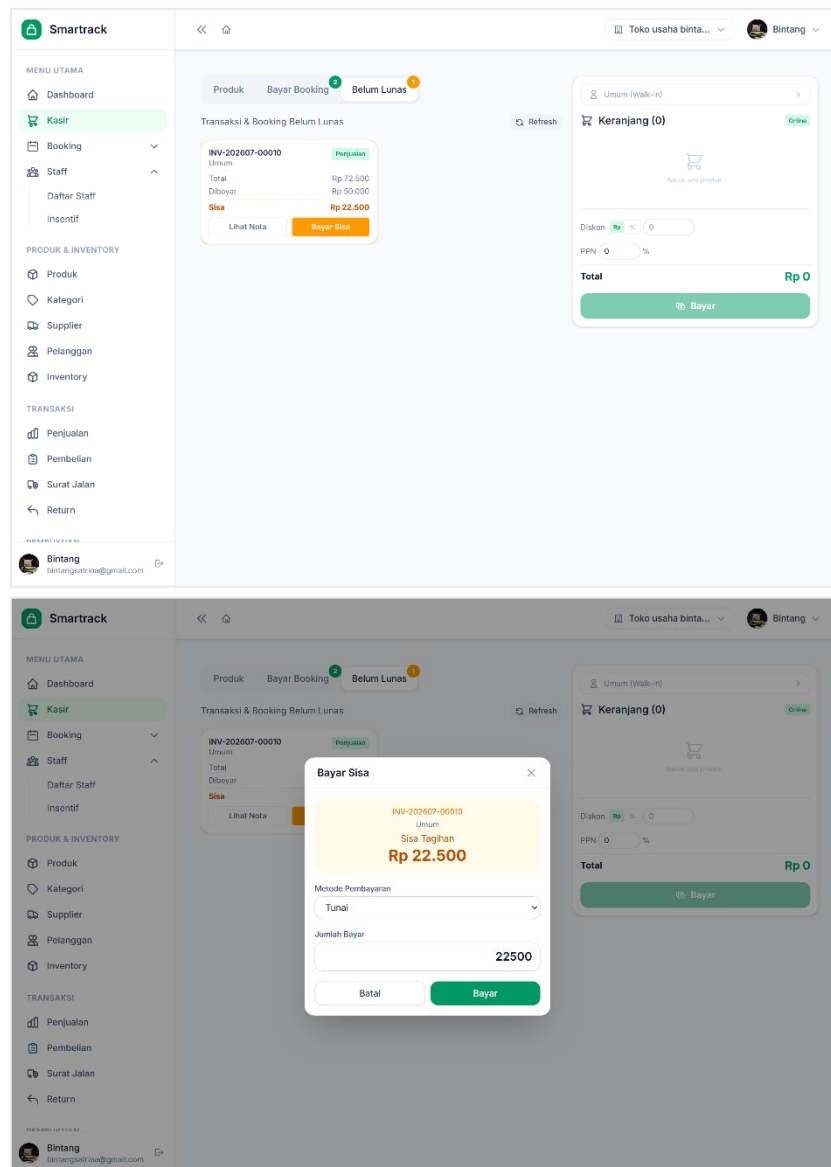 Smartrack
Toko usaha binta...
Bintang
MENU UTAMA
Dashboard
Kasir
Booking
Staff
Daftar Staff
Insentif
PRODUK & INVENTORY
Produk
Kategori
Supplier
Pelanggan
Inventory
TRANSAKSI
Penjualan
Pembelian
Surat Jalan
Return
Bintang
bintangsatrioa@gmail.com
Produk
Bayar Booking 2
Belum Lunas 1
Transaksi & Booking Belum Lunas
Refresh
INV-202607-00010 Penjualan
Umum
Total Rp 72.500
Dibayar Rp 50.000
Sisa Rp 22.500
Lihat Nota
Bayar Sisa
Umum (Walk-in)
Keranjang (0) Online
Belum ada produk
Diskon Rp % 0
PPN 0 %
Total Rp 0
Bayar
Smartrack
Toko usaha binta...
Bintang
MENU UTAMA
Dashboard
Kasir
Booking
Staff
Daftar Staff
Insentif
PRODUK & INVENTORY
Produk
Kategori
Supplier
Pelanggan
Inventory
TRANSAKSI
Penjualan
Pembelian
Surat Jalan
Return
Bintang
bintangsatrioa@gmail.com
Produk
Bayar Booking 2
Belum Lunas 1
Transaksi & Booking Belum Lunas
Refresh
INV-202607-00010 Penjualan
Umum
Total
Dibayar
Sisa
Lihat Nota
Bayar Sisa
INV-202607-00010
Umum
Sisa Tagihan
Rp 22.500
Metode Pembayaran
Tunai
Jumlah Bayar
22500
Batal
Bayar
Umum (Walk-in)
Keranjang (0) Online
Belum ada produk
Diskon Rp % 0
PPN 0 %
Total Rp 0
Bayar